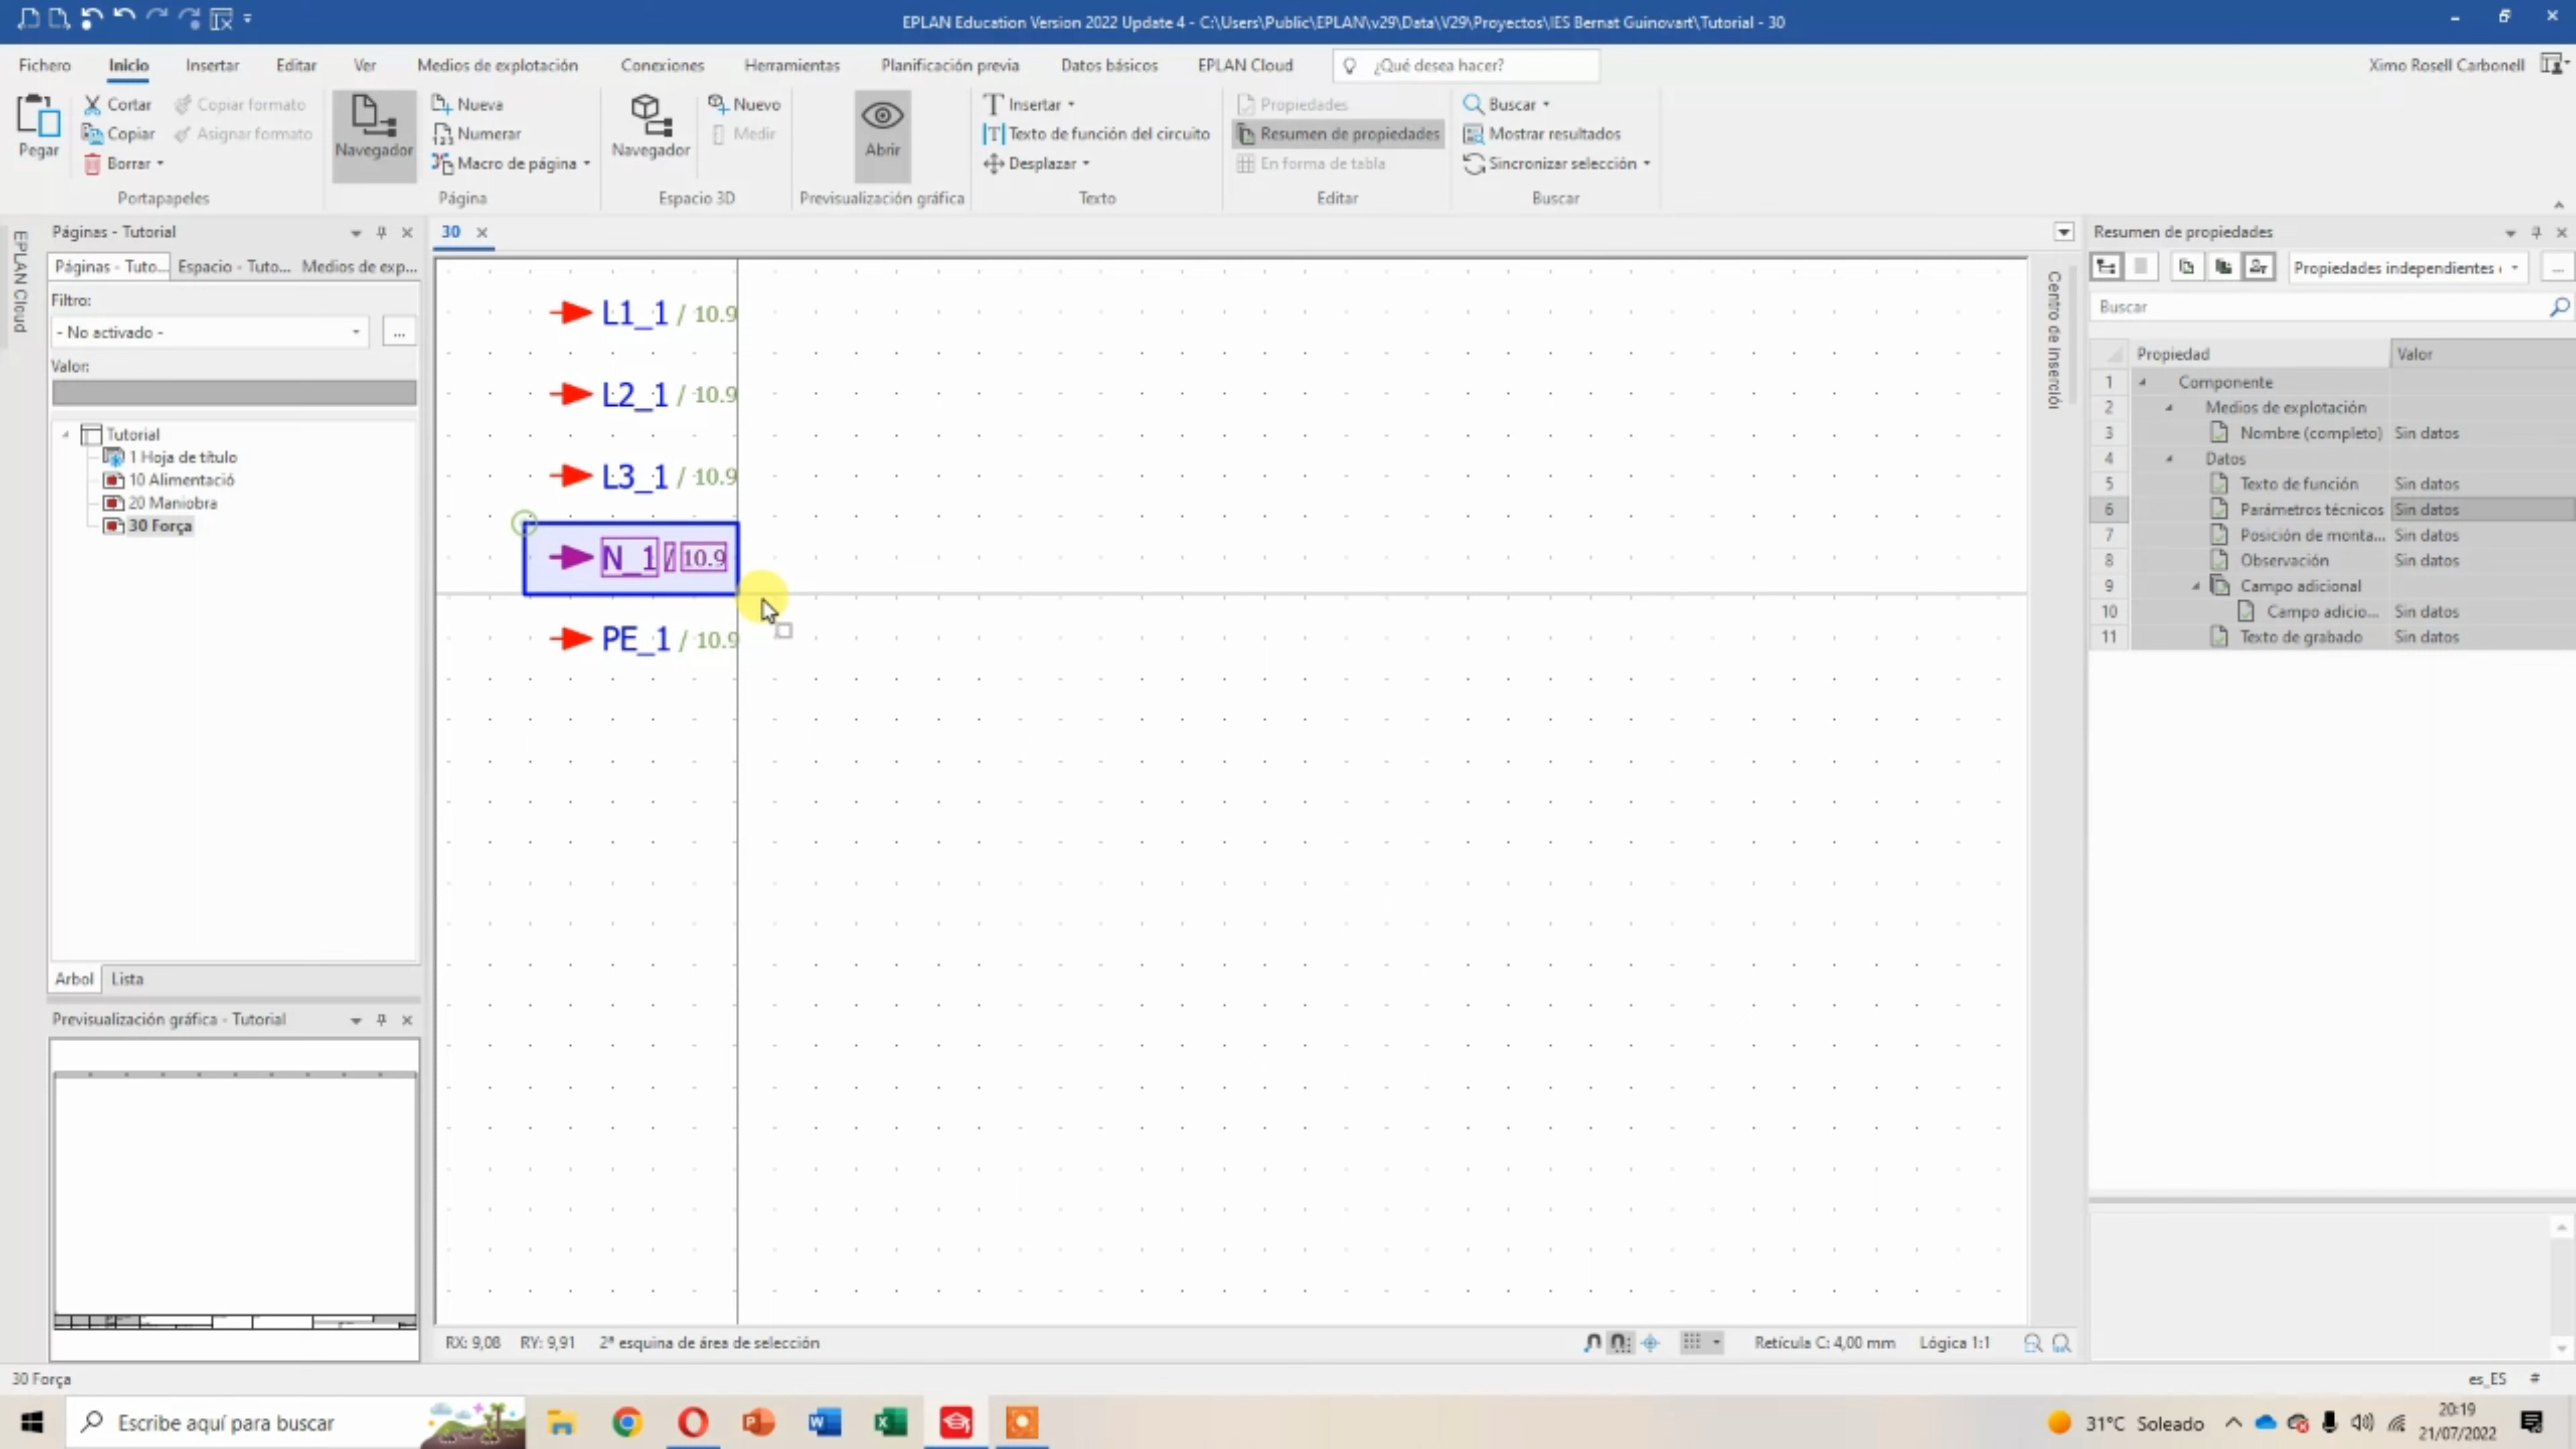 EPLAN Education Version 2022 Update 4 - C:\Users\Public\EPLAN\v29\Data\V29\Proyectos\IES Bernat Guinovart\Tutorial - 30
Fichero Inicio Insertar Editar Ver Medios de explotación Conexiones Herramientas Planificación previa Datos básicos EPLAN Cloud ¿Qué desea hacer? Ximo Rosell Carbonell
Pegar
Cortar
Copiar
Borrar
Copiar formato
Asignar formato
Portapapeles
Navegador
Nueva
Numerar
Macro de página
Página
Navegador
Nuevo
Medir
Espacio 3D
Abrir
Previsualización gráfica
Insertar
Texto de función del circuito
Desplazar
Texto
Propiedades
Resumen de propiedades
En forma de tabla
Editar
Buscar
Mostrar resultados
Sincronizar selección
Buscar
EPLAN Cloud
Páginas - Tutorial
Páginas - Tuto... Espacio - Tuto... Medios de exp...
Filtro:
- No activado -
...
Valor:
Tutorial
1 Hoja de título
10 Alimentació
20 Maniobra
30 Força
Arbol Lista
Previsualización gráfica - Tutorial
30
L1_1 / 10.9
L2_1 / 10.9
L3_1 / 10.9
N_1 / 10.9
PE_1 / 10.9
Centro de inserción
RX: 9,08 RY: 9,91 2ª esquina de área de selección
Retícula C: 4,00 mm Lógica 1:1
Resumen de propiedades
Propiedades independientes
...
Buscar
Propiedad Valor
1 Componente
2 Medios de explotación
3 Nombre (completo) Sin datos
4 Datos
5 Texto de función Sin datos
6 Parámetros técnicos Sin datos
7 Posición de monta... Sin datos
8 Observación Sin datos
9 Campo adicional
10 Campo adicio... Sin datos
11 Texto de grabado Sin datos
30 Força
es_ES #
Escribe aquí para buscar
31°C Soleado
20:19
21/07/2022